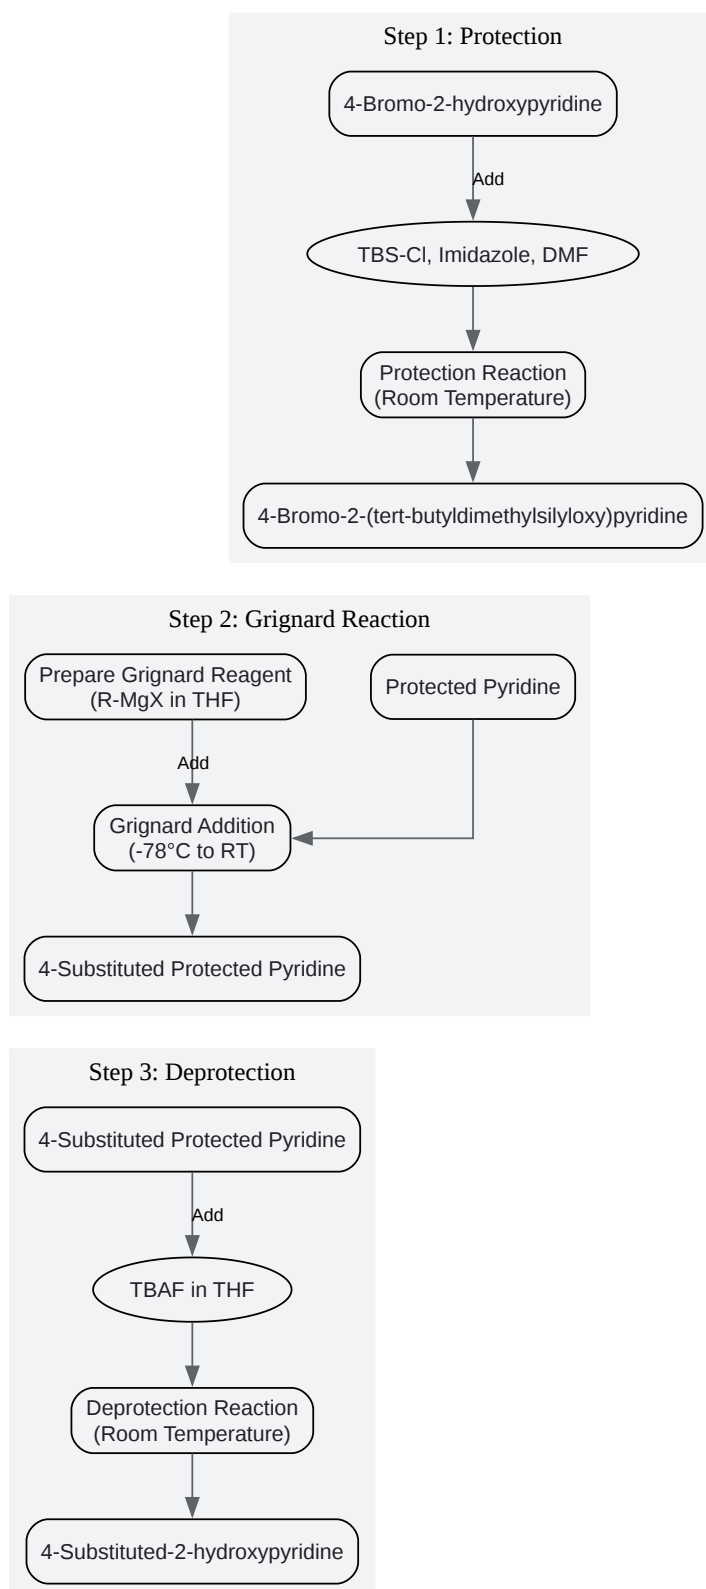 Step 1: Protection
4-Bromo-2-hydroxypyridine
Add
TBS-Cl, Imidazole, DMF
Protection Reaction
(Room Temperature)
4-Bromo-2-(tert-butyldimethylsilyloxy)pyridine
Step 2: Grignard Reaction
Prepare Grignard Reagent
(R-MgX in THF)
Protected Pyridine
Add
Grignard Addition
(-78°C to RT)
4-Substituted Protected Pyridine
Step 3: Deprotection
4-Substituted Protected Pyridine
Add
TBAF in THF
Deprotection Reaction
(Room Temperature)
4-Substituted-2-hydroxypyridine